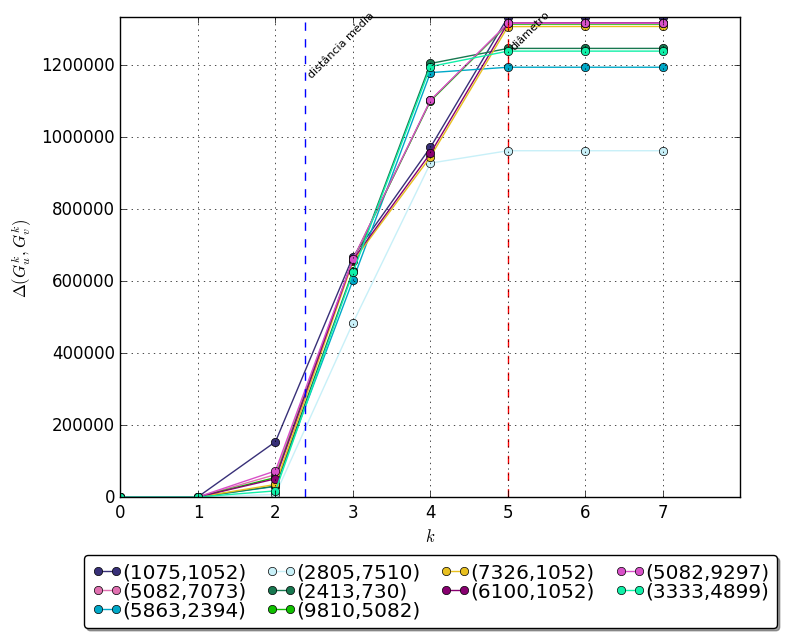 distância média
diâmetro
1200000
1000000
800000
600000
400000
200000
0
Δ(G_u^k, G_v^k)
0 1 2 3 4 5 6 7
k
(1075,1052) (2805,7510) (7326,1052) (5082,9297)
(5082,7073) (2413,730) (6100,1052) (3333,4899)
(5863,2394) (9810,5082)